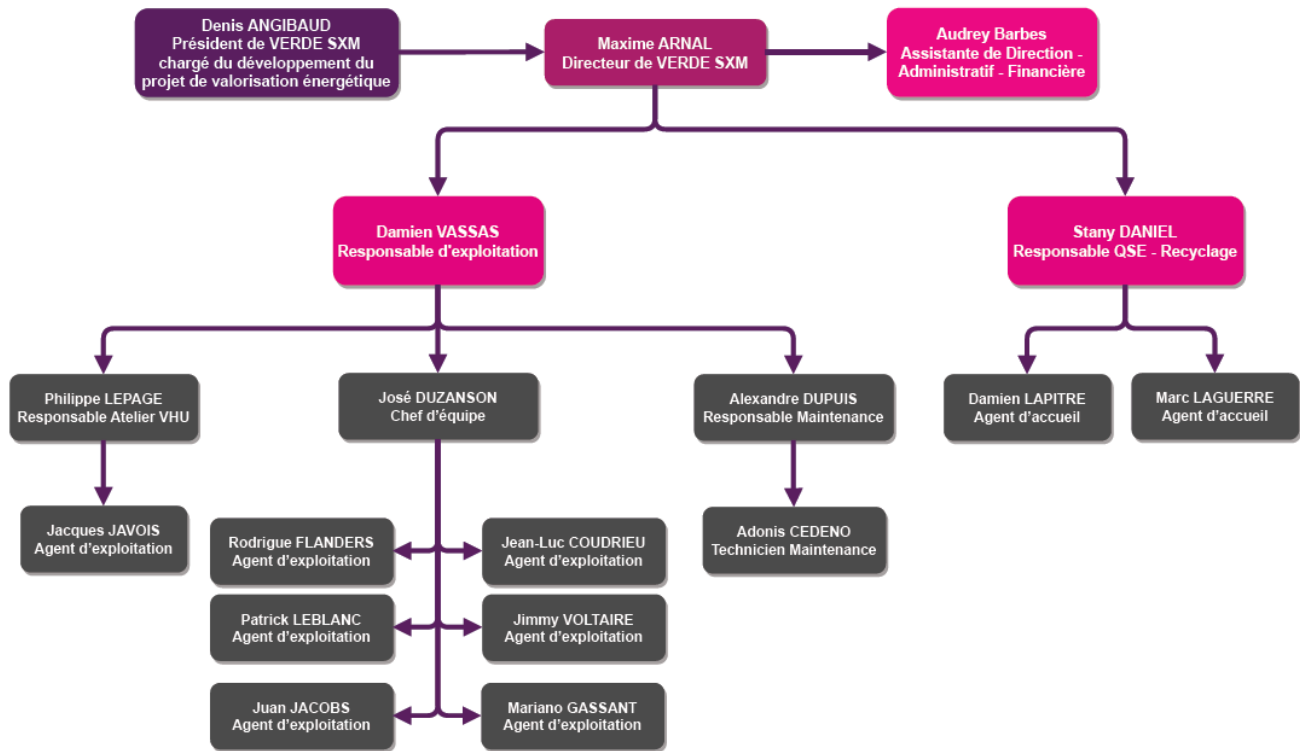 Denis ANGIBAUD
Président de VERDE SXM
chargé du développement du
projet de valorisation énergétique
Maxime ARNAL
Directeur de VERDE SXM
Audrey Barbes
Assistante de Direction -
Administratif - Financière
Damien VASSAS
Responsable d'exploitation
Stany DANIEL
Responsable QSE - Recyclage
Philippe LEPAGE
Responsable Atelier VHU
José DUZANSON
Chef d'équipe
Alexandre DUPUIS
Responsable Maintenance
Damien LAPITRE
Agent d'accueil
Marc LAGUERRE
Agent d'accueil
Jacques JAVOIS
Agent d'exploitation
Rodrigue FLANDERS
Agent d'exploitation
Jean-Luc COUDRIEU
Agent d'exploitation
Adonis CEDENO
Technicien Maintenance
Patrick LEBLANC
Agent d'exploitation
Jimmy VOLTAIRE
Agent d'exploitation
Juan JACOBS
Agent d'exploitation
Mariano GASSANT
Agent d'exploitation